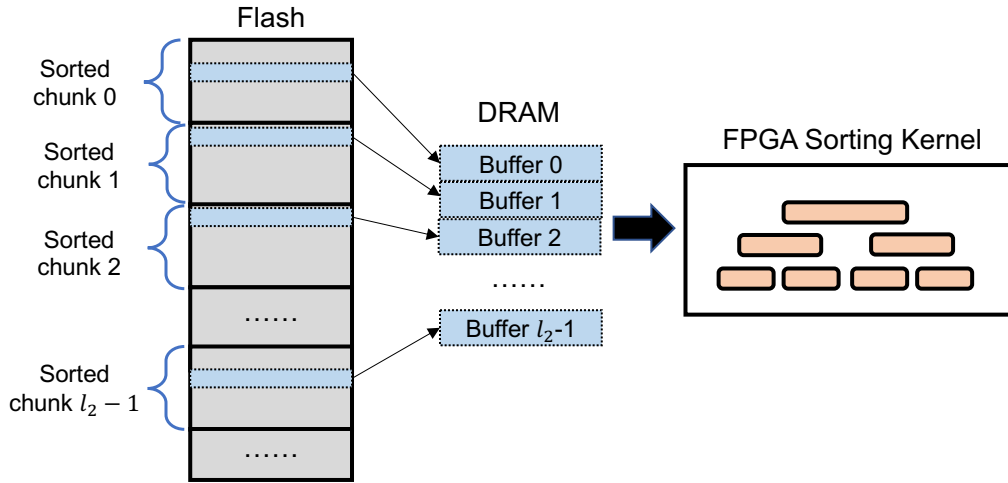 Flash
Sorted
chunk 0
Sorted
chunk 1
Sorted
chunk 2
......
Sorted
chunk l₂ − 1
......
DRAM
Buffer 0
Buffer 1
Buffer 2
......
Buffer l₂-1
FPGA Sorting Kernel